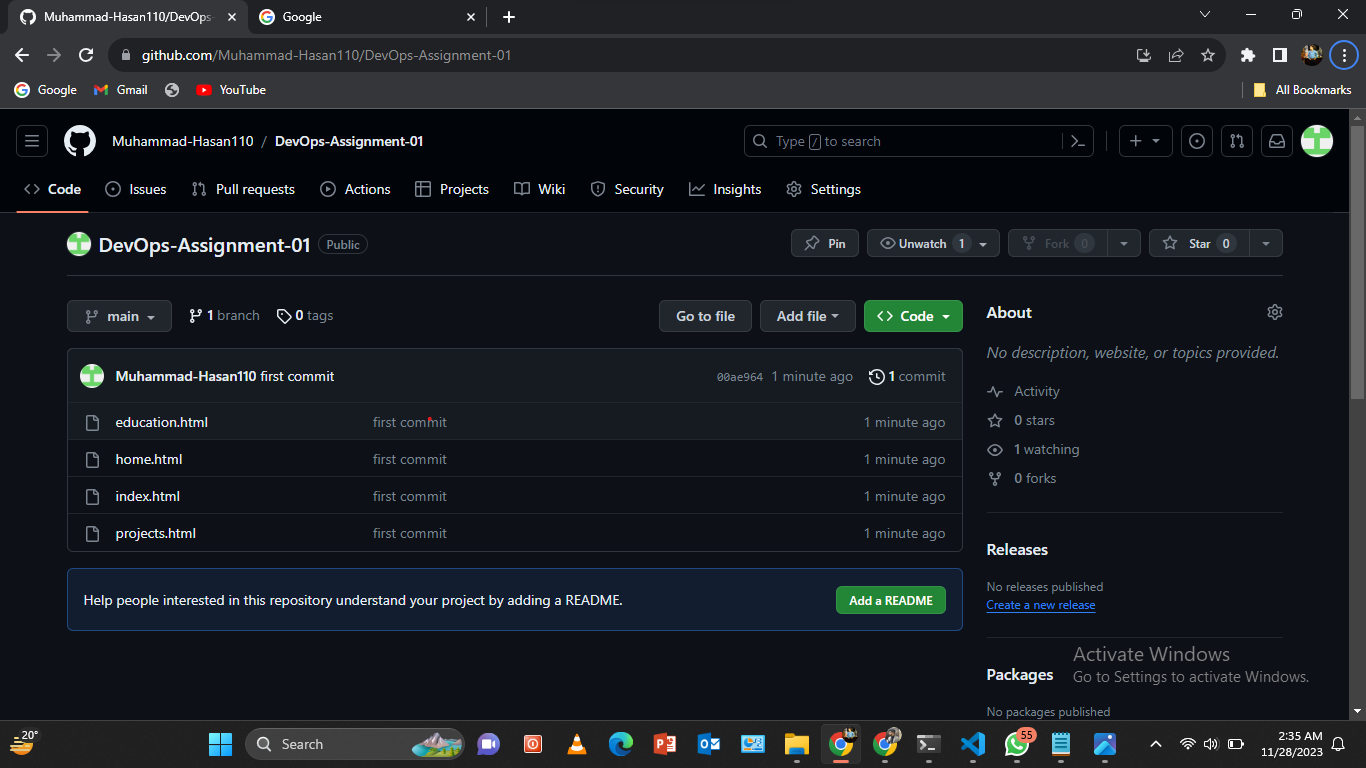 Muhammad-Hasan110/DevOps-
Google
github.com/Muhammad-Hasan110/DevOps-Assignment-01
Google Gmail YouTube All Bookmarks
Muhammad-Hasan110 / DevOps-Assignment-01 Type / to search
Code Issues Pull requests Actions Projects Wiki Security Insights Settings
DevOps-Assignment-01 Public Pin Unwatch 1 Fork 0 Star 0
main 1 branch 0 tags Go to file Add file <> Code
Muhammad-Hasan110 first commit 00ae964 1 minute ago 1 commit
education.html first commit 1 minute ago
home.html first commit 1 minute ago
index.html first commit 1 minute ago
projects.html first commit 1 minute ago
Help people interested in this repository understand your project by adding a README. Add a README
About
No description, website, or topics provided.
Activity
0 stars
1 watching
0 forks
Releases
No releases published
Create a new release
Packages
No packages published
Activate Windows
Go to Settings to activate Windows.
20°
Search
55
2:35 AM
11/28/2023